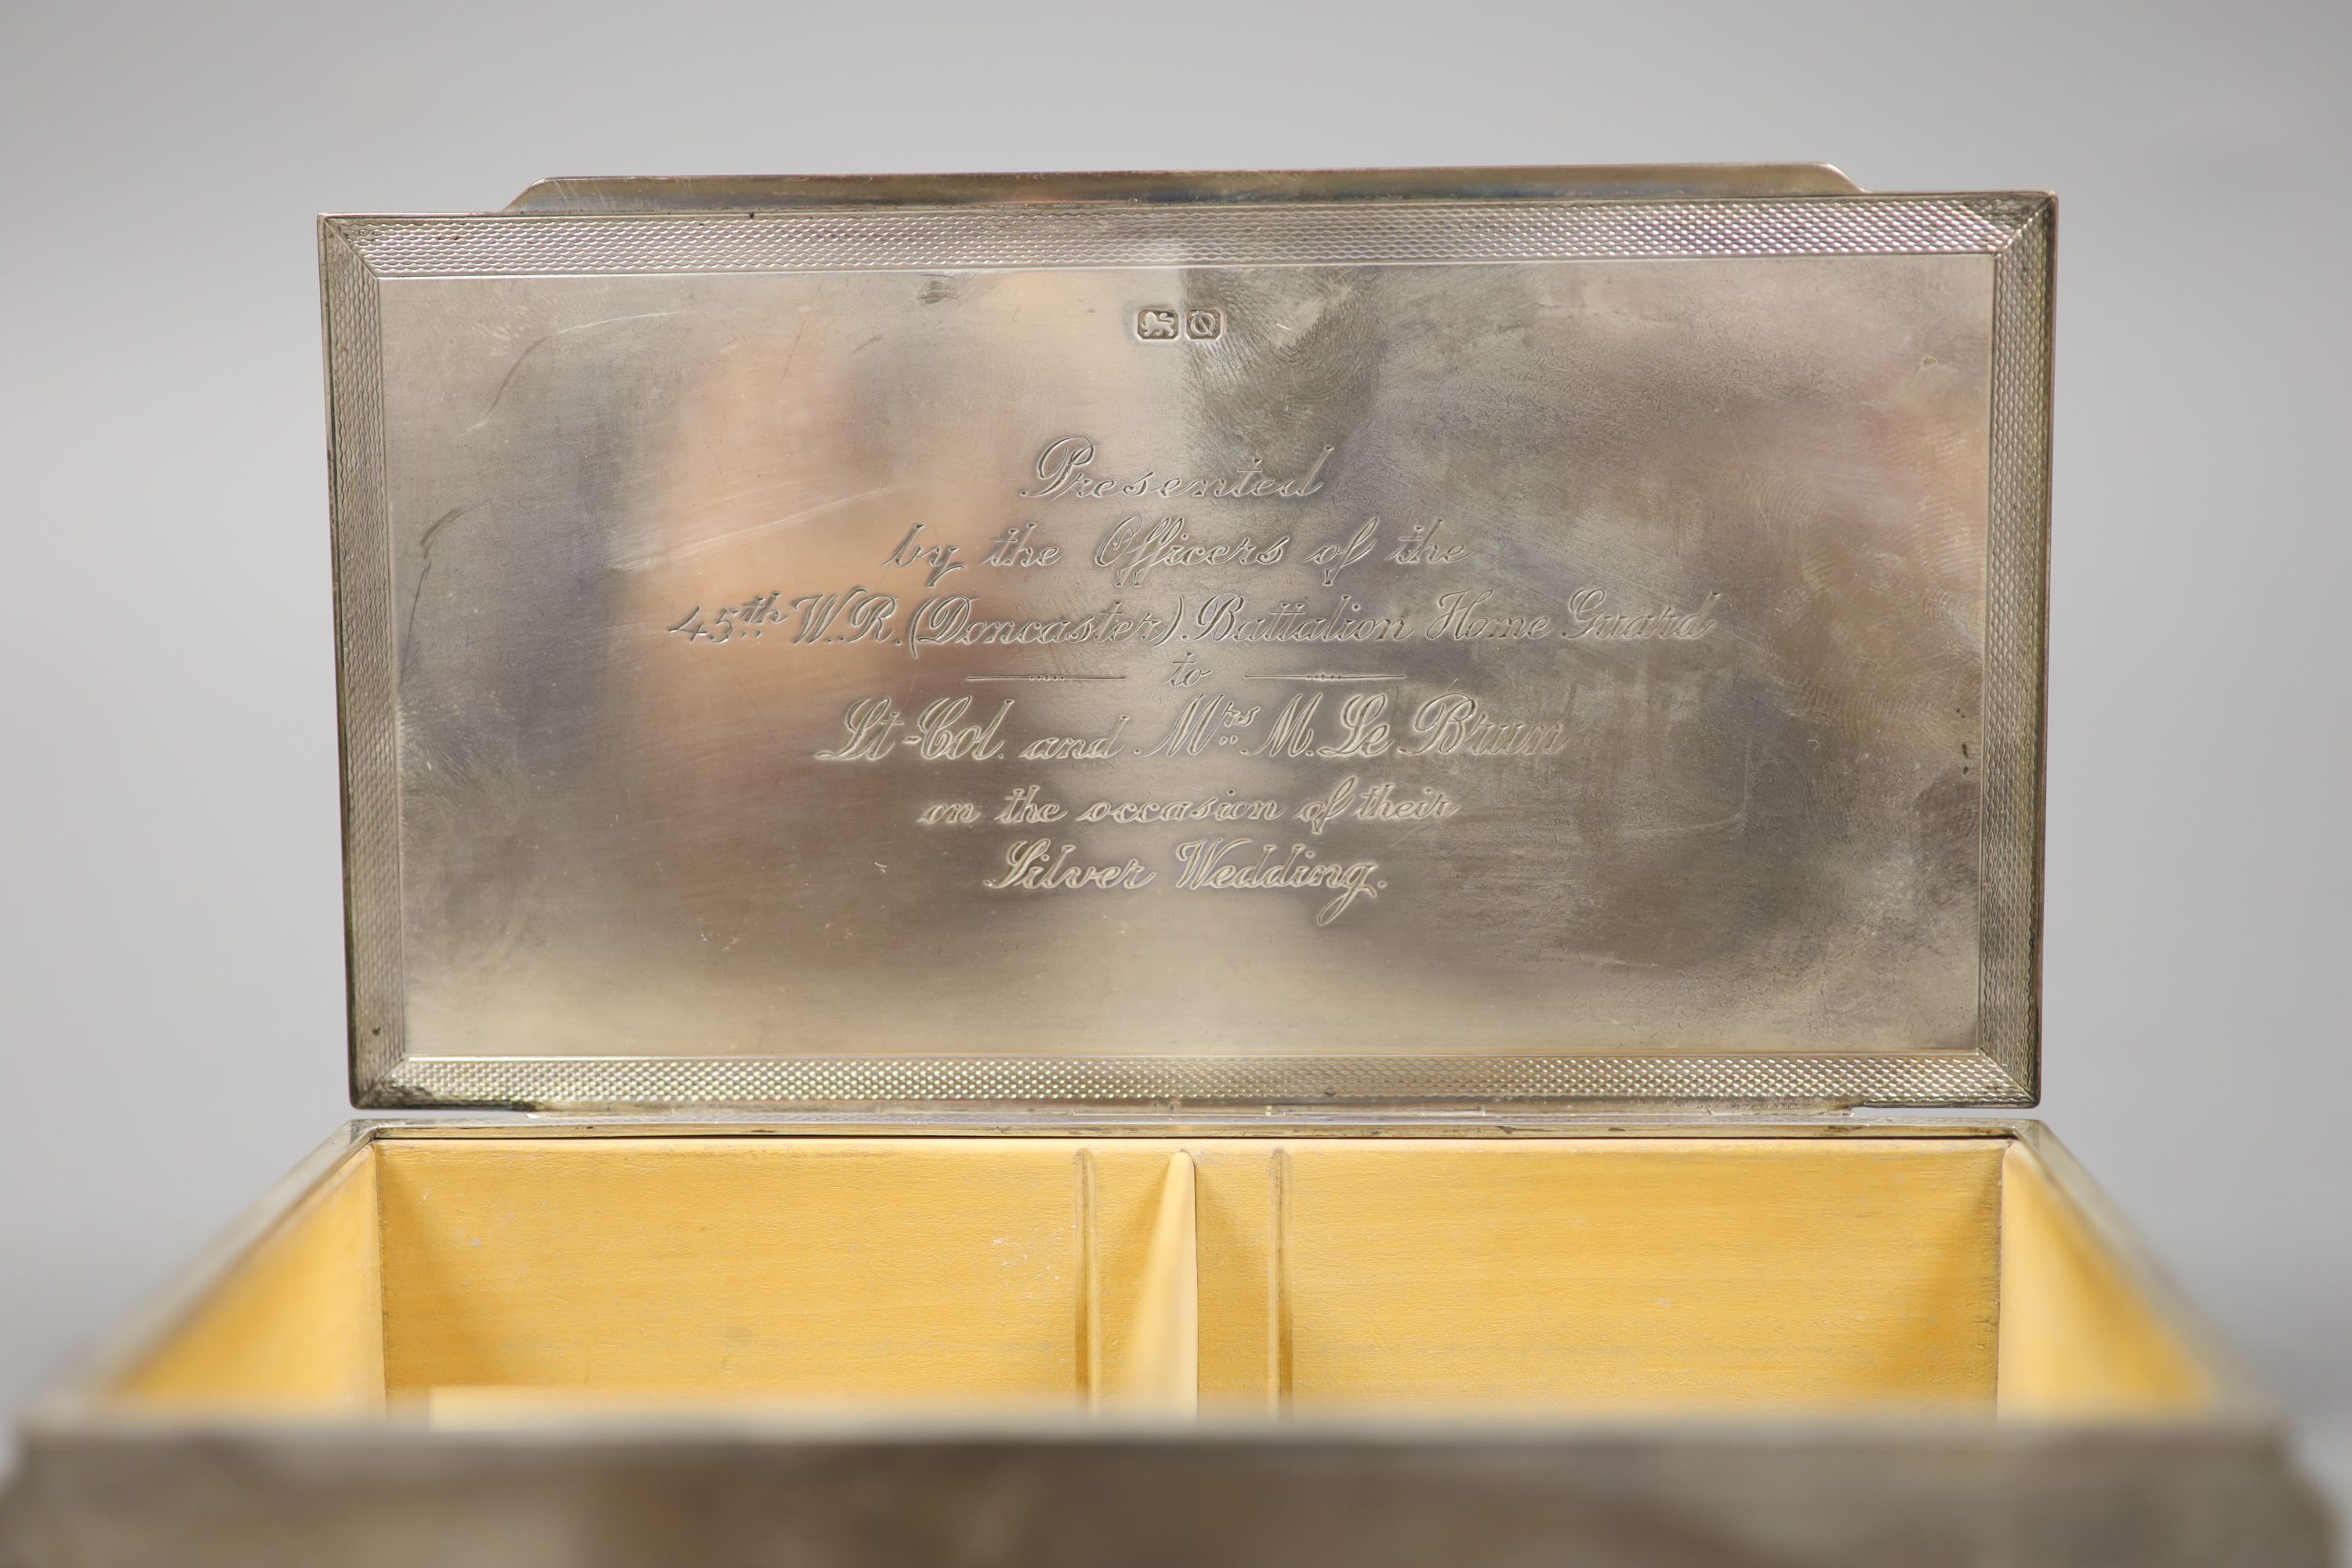 Presented
by the Officers of the
45th W.R. (Doncaster) Battalion Home Guard
to
Lt-Col. and Mrs M. Le Brun
on the occasion of their
Silver Wedding.